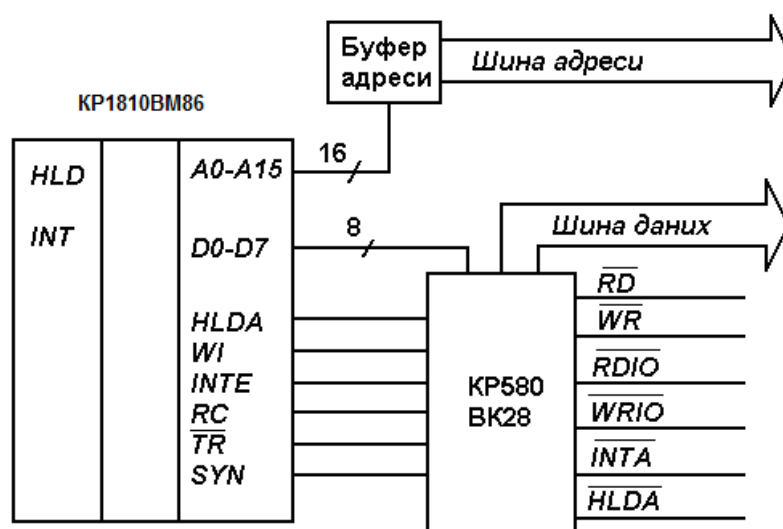 Буфер
адреси
Шина адреси
КР1810ВМ86
HLD
INT
A0-A15
16
D0-D7
8
Шина даних
HLDA
WI
INTE
RC
TR
SYN
КР580
ВК28
RD
WR
RDIO
WRIO
INTA
HLDA